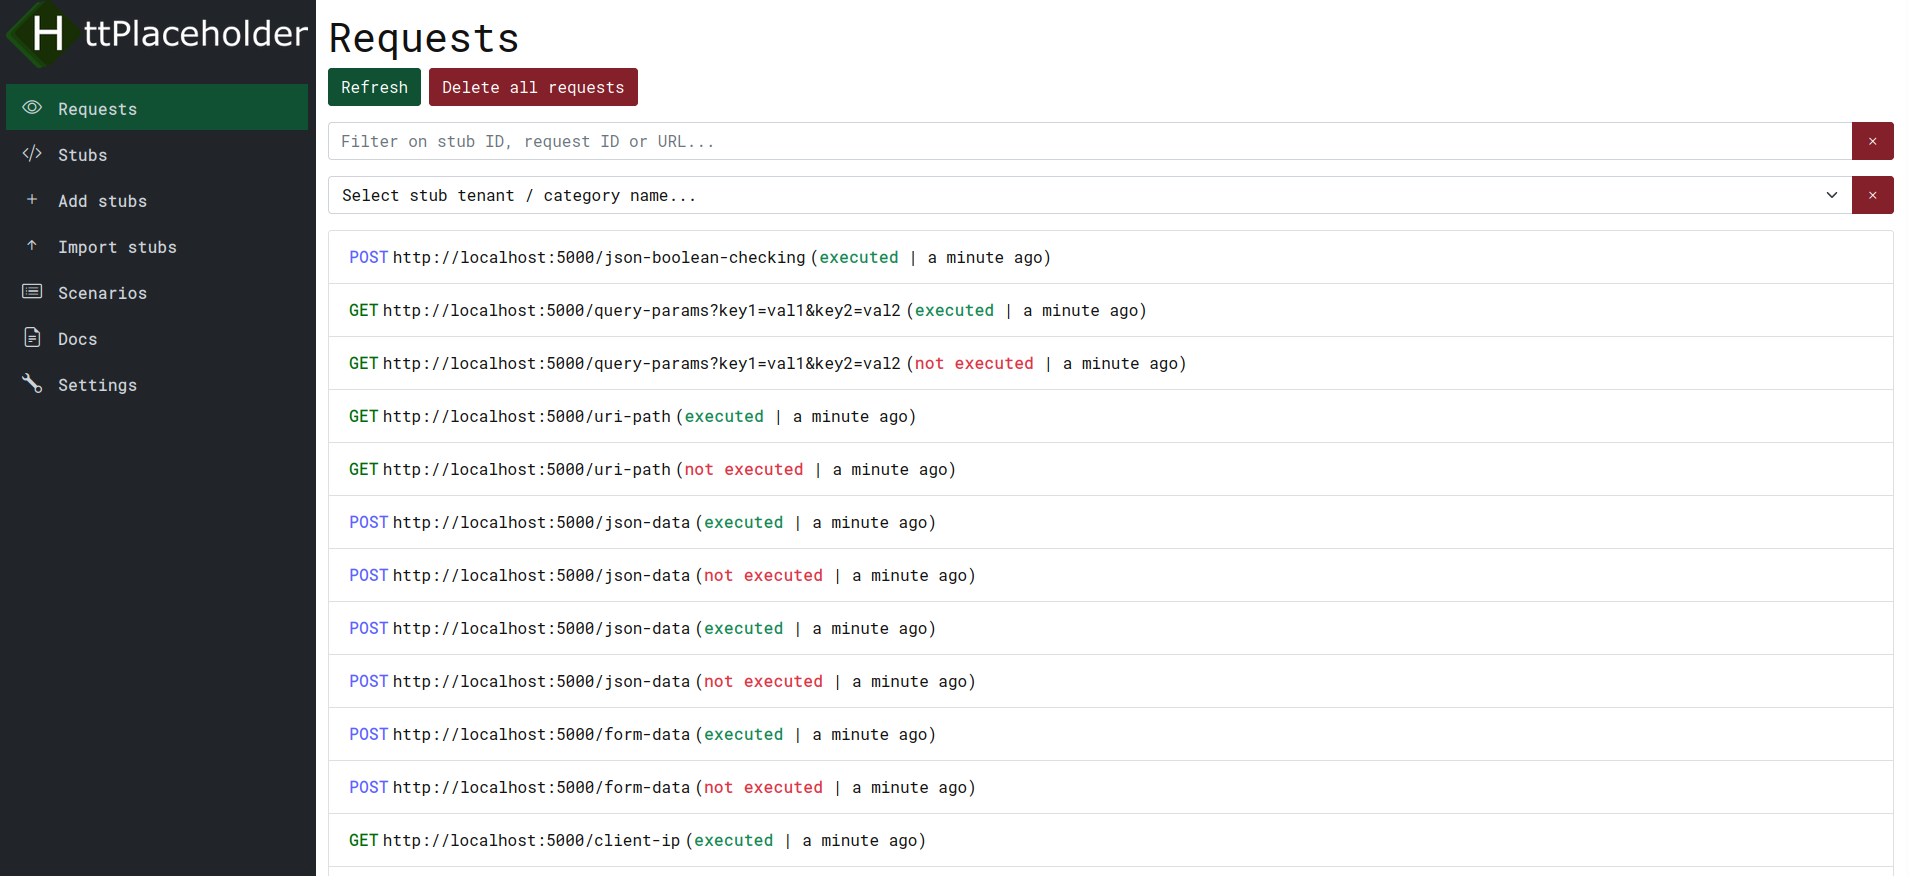 HttPlaceholder
Requests
Stubs
Add stubs
Import stubs
Scenarios
Docs
Settings
Requests
Refresh
Delete all requests
Filter on stub ID, request ID or URL...
×
Select stub tenant / category name...
×
POST http://localhost:5000/json-boolean-checking (executed | a minute ago)
GET http://localhost:5000/query-params?key1=val1&key2=val2 (executed | a minute ago)
GET http://localhost:5000/query-params?key1=val1&key2=val2 (not executed | a minute ago)
GET http://localhost:5000/uri-path (executed | a minute ago)
GET http://localhost:5000/uri-path (not executed | a minute ago)
POST http://localhost:5000/json-data (executed | a minute ago)
POST http://localhost:5000/json-data (not executed | a minute ago)
POST http://localhost:5000/json-data (executed | a minute ago)
POST http://localhost:5000/json-data (not executed | a minute ago)
POST http://localhost:5000/form-data (executed | a minute ago)
POST http://localhost:5000/form-data (not executed | a minute ago)
GET http://localhost:5000/client-ip (executed | a minute ago)